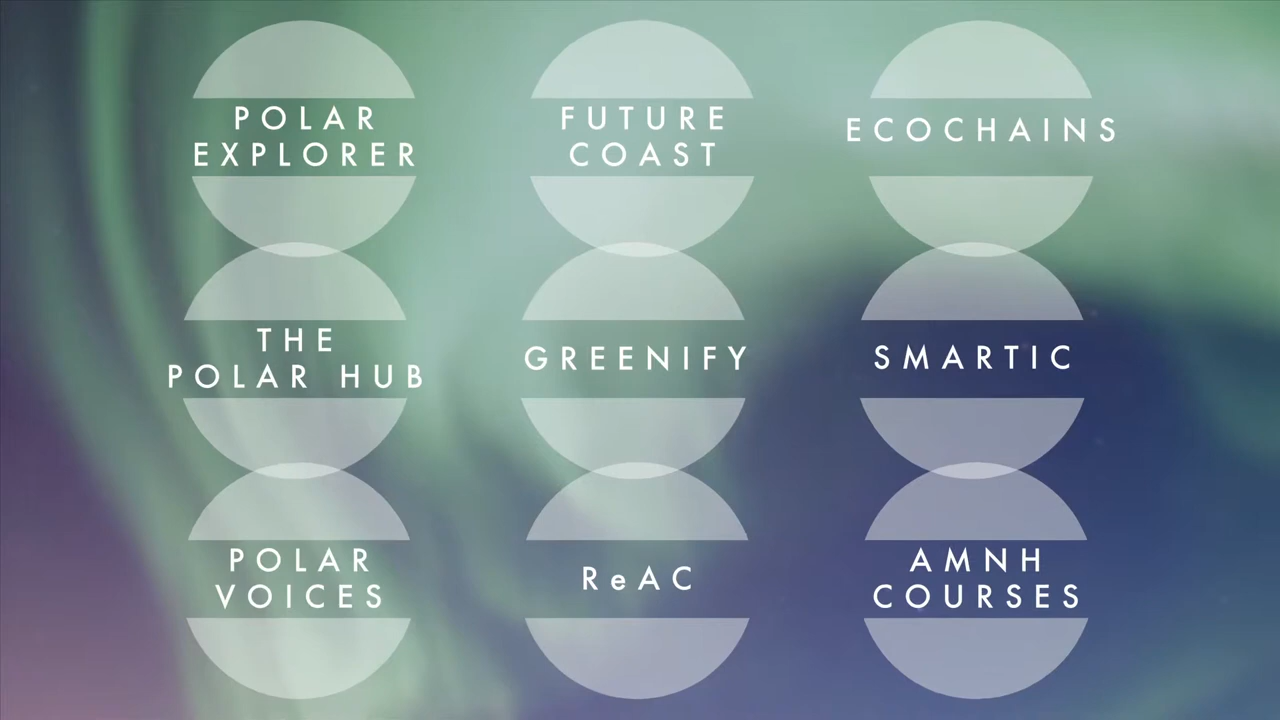 POLAR
EXPLORER
FUTURE
COAST
ECOCHAINS
THE
POLAR HUB
GREENIFY
SMARTIC
POLAR
VOICES
ReAC
AMNH
COURSES